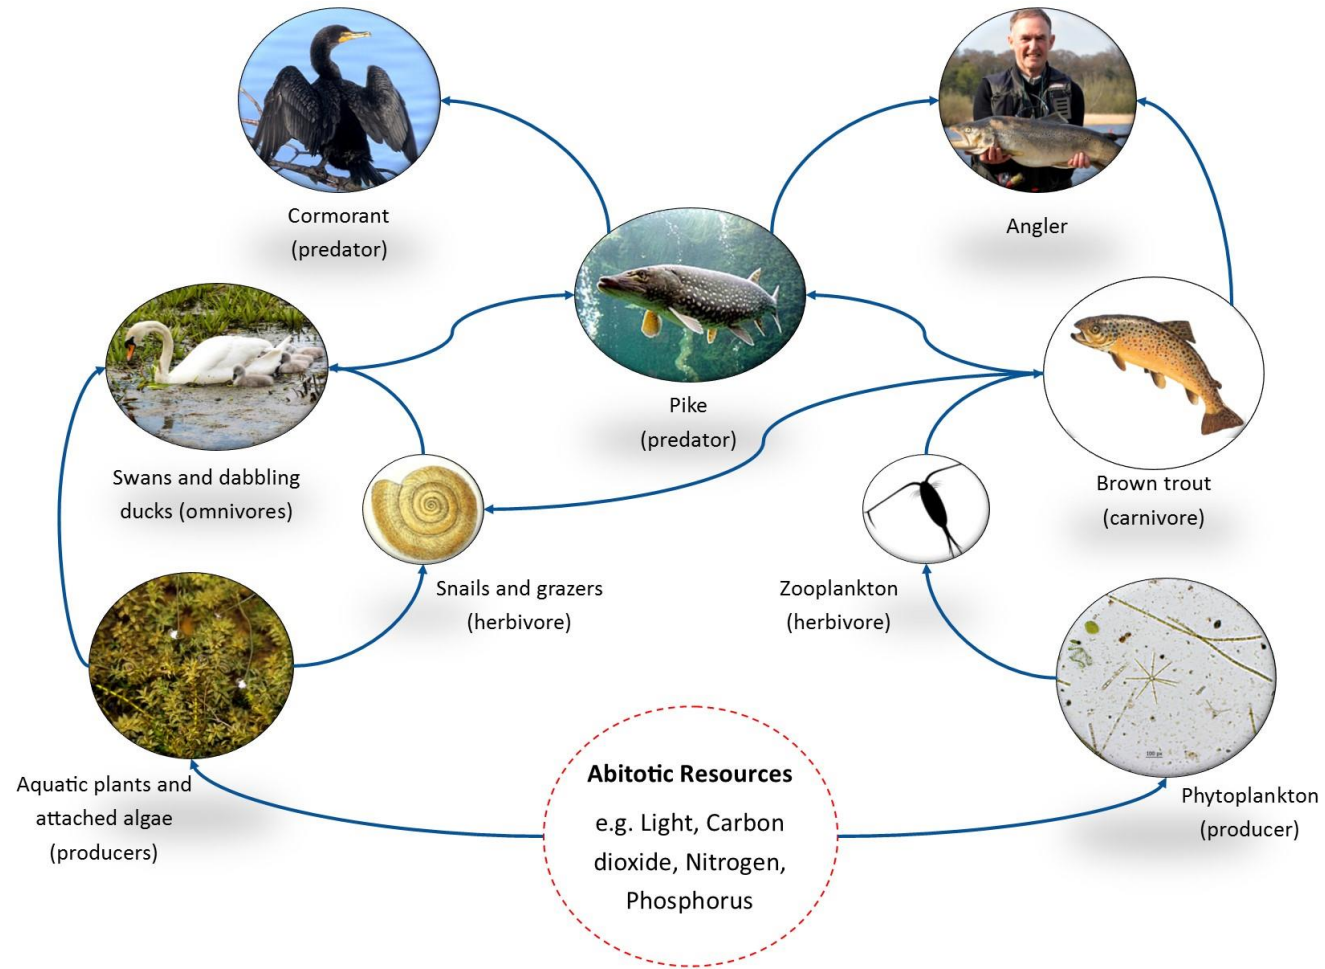 Cormorant
(predator)
Angler
Pike
(predator)
Swans and dabbling
ducks (omnivores)
Brown trout
(carnivore)
Snails and grazers
(herbivore)
Zooplankton
(herbivore)
Aquatic plants and
attached algae
(producers)
Abitotic Resources
e.g. Light, Carbon
dioxide, Nitrogen,
Phosphorus
Phytoplankton
(producer)